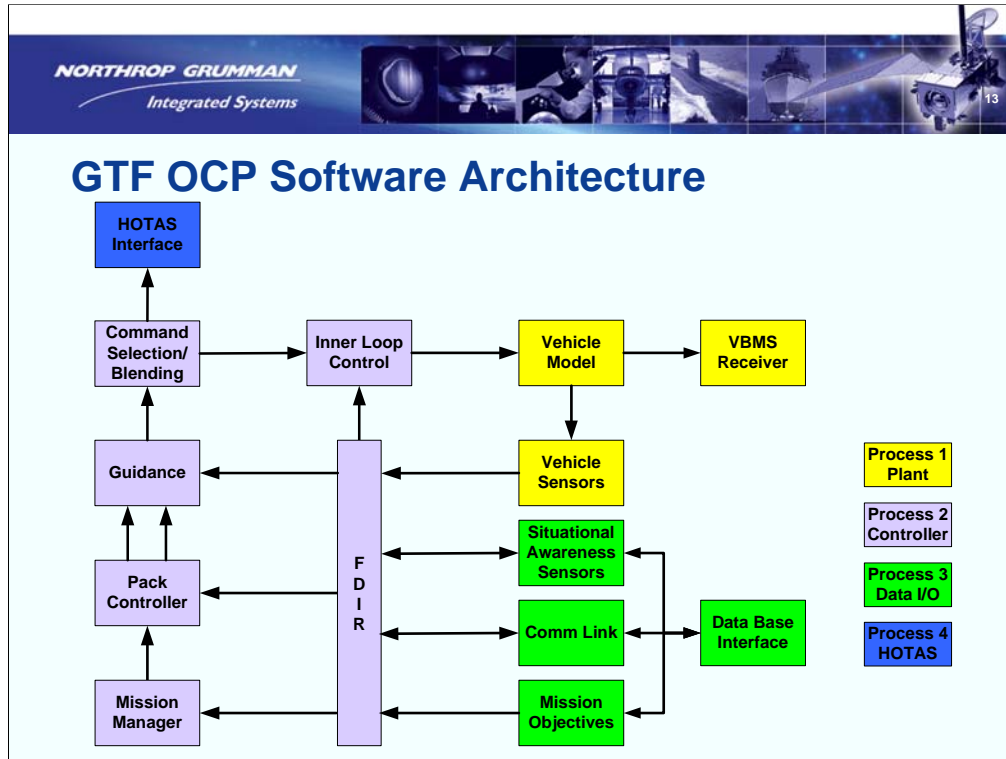 NORTHROP GRUMMAN
Integrated Systems
13
GTF OCP Software Architecture
HOTAS
Interface
Command
Selection/
Blending
Inner Loop
Control
Vehicle
Model
VBMS
Receiver
Guidance
Vehicle
Sensors
Process 1
Plant
Process 2
Controller
Situational
Awareness
Sensors
F
D
I
R
Pack
Controller
Process 3
Data I/O
Comm Link
Data Base
Interface
Process 4
HOTAS
Mission
Manager
Mission
Objectives